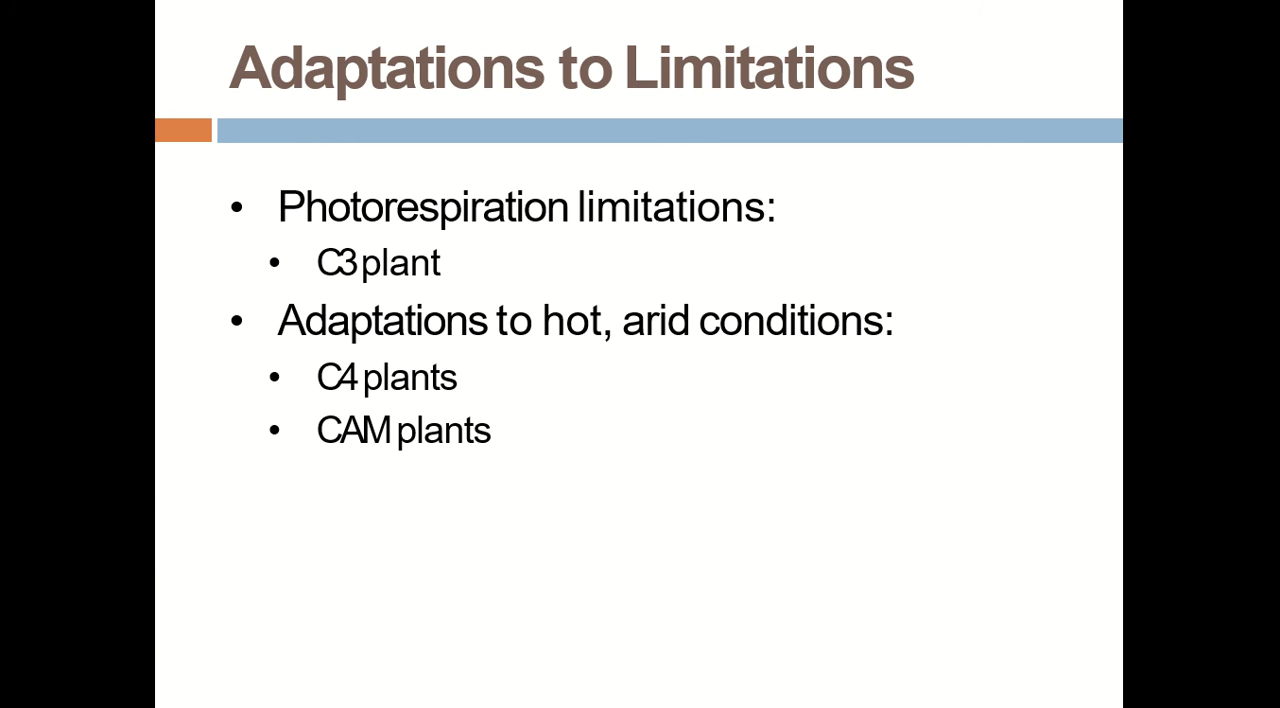 Adaptations to Limitations
• Photorespiration limitations:
• C3 plant
• Adaptations to hot, arid conditions:
• C4 plants
• CAM plants